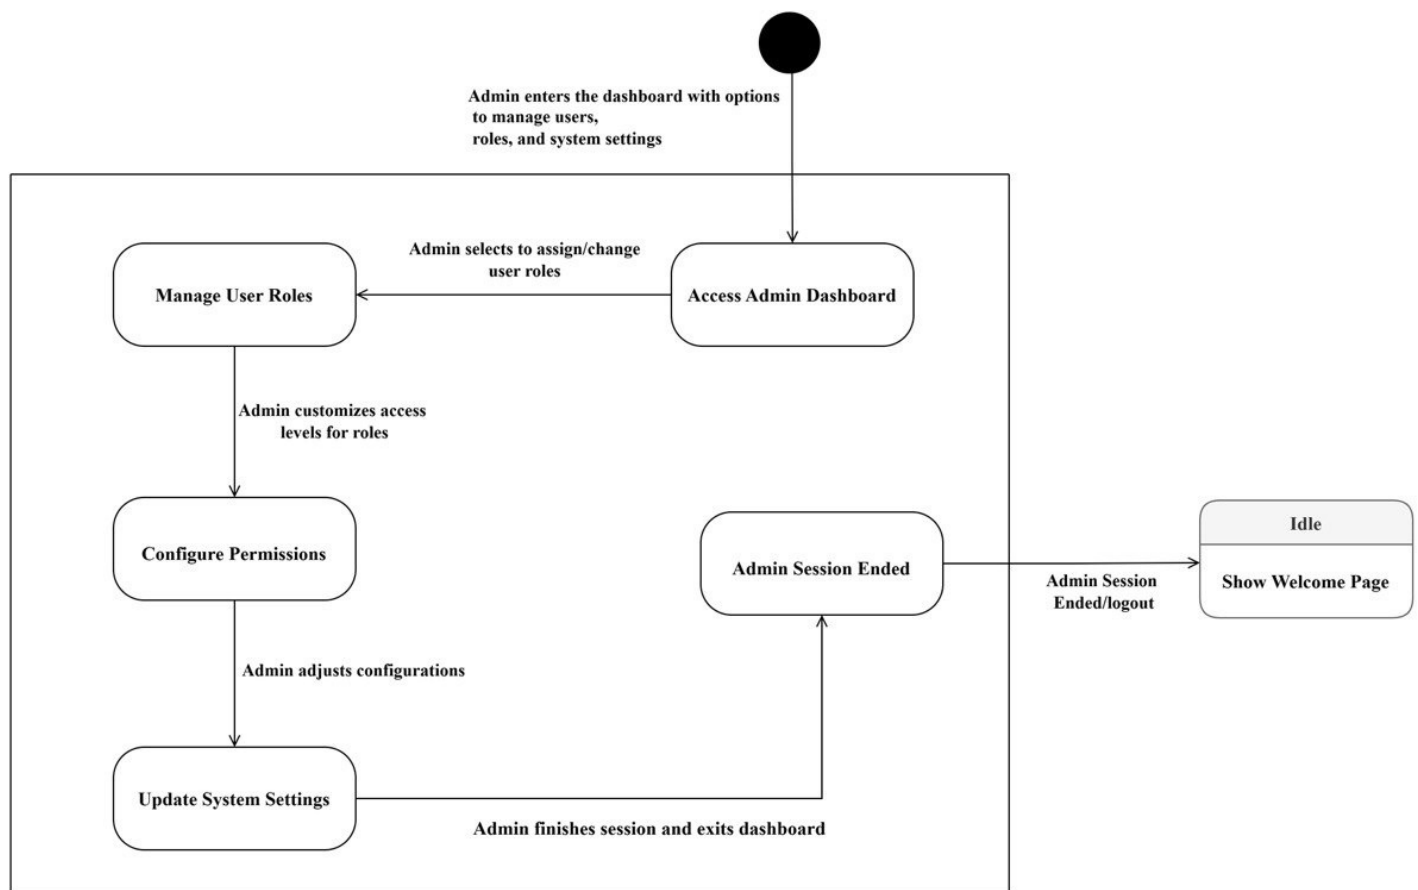 Admin enters the dashboard with options
to manage users,
roles, and system settings
Admin selects to assign/change
user roles
Manage User Roles
Access Admin Dashboard
Admin customizes access
levels for roles
Configure Permissions
Admin Session Ended
Admin Session
Ended/logout
Idle
Show Welcome Page
Admin adjusts configurations
Update System Settings
Admin finishes session and exits dashboard